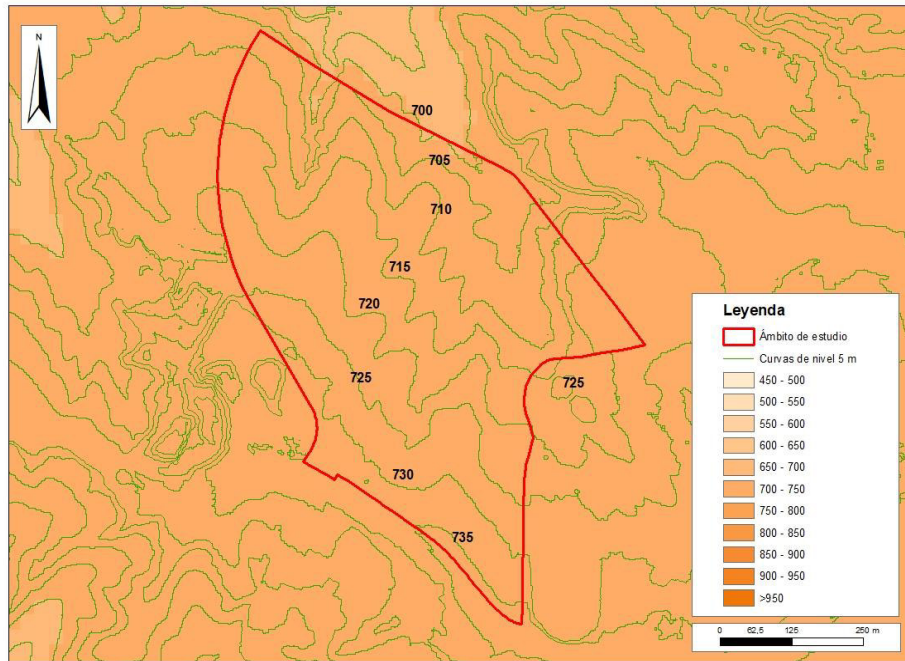 N
700
705
710
715
720
725
725
730
735
Leyenda
Ámbito de estudio
Curvas de nivel 5 m
450 - 500
500 - 550
550 - 600
600 - 650
650 - 700
700 - 750
750 - 800
800 - 850
850 - 900
900 - 950
>950
0 62,5 125 250 m